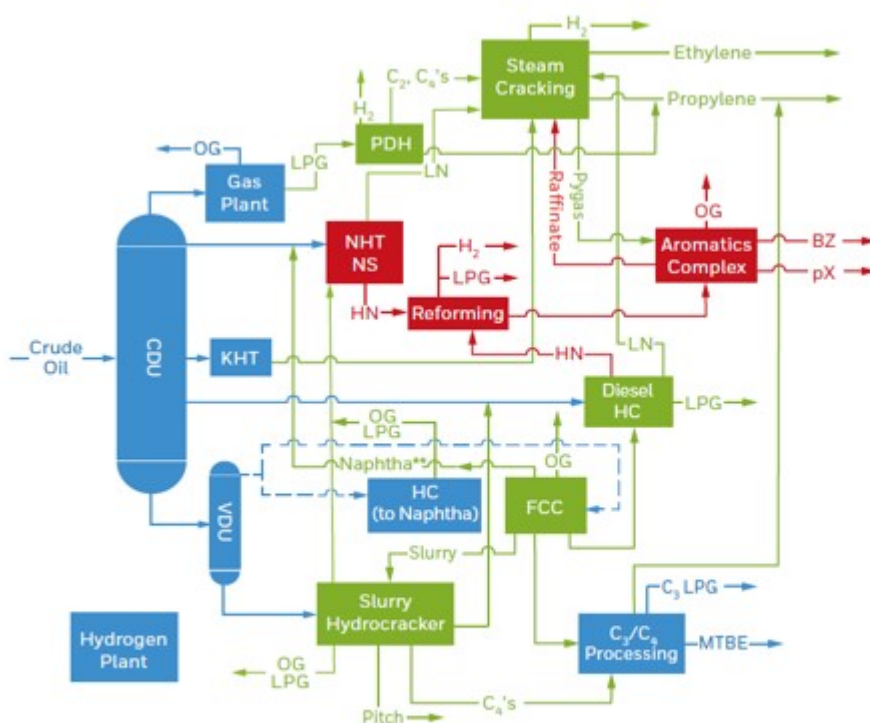 H₂
Steam
Cracking
Ethylene
C₂, C₄'s
H₂
Propylene
PDH
OG
LPG
LN
Gas
Plant
Raffinate
Pygas
OG
NHT
NS
H₂
Aromatics
Complex
BZ
pX
LPG
HN
Reforming
Crude
Oil
CDU
KHT
HN
LN
Diesel
HC
LPG
OG
LPG
Naphtha**
OG
VDU
HC
(to Naphtha)
FCC
Slurry
Slurry
Hydrocracker
C₃ LPG
Hydrogen
Plant
C₃/C₄
Processing
MTBE
OG
LPG
C₄'s
Pitch